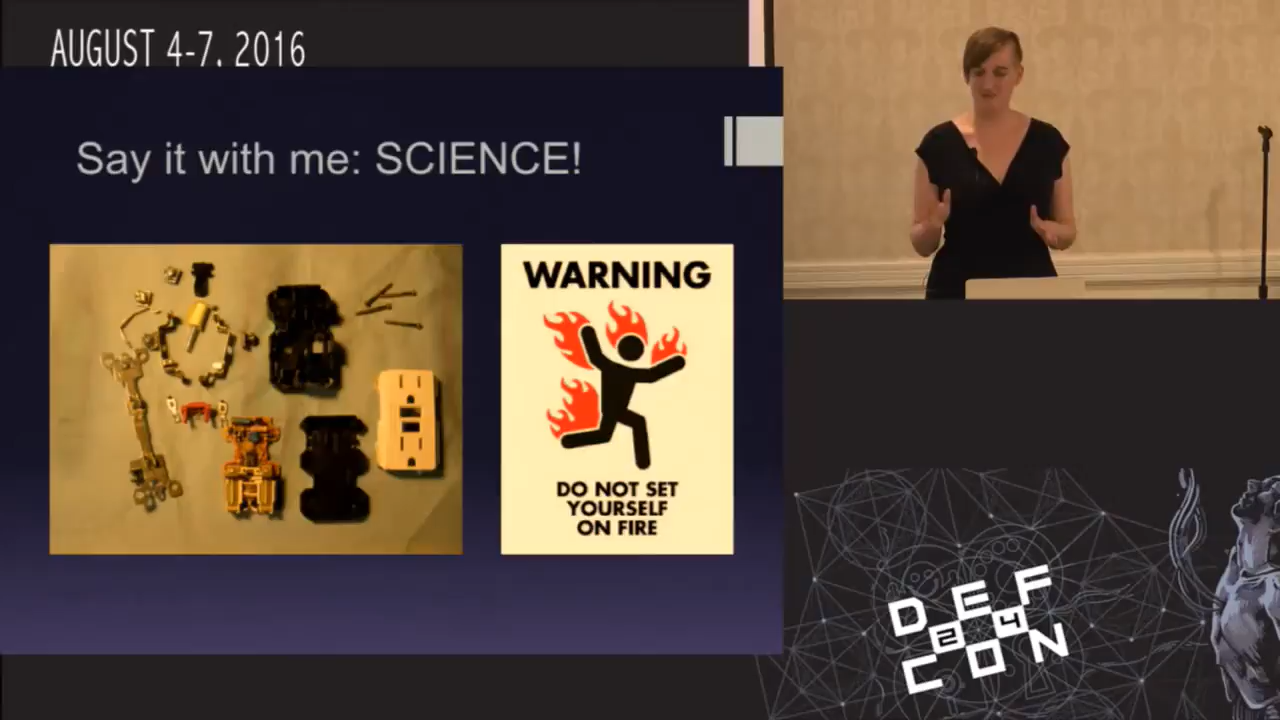 AUGUST 4-7, 2016
Say it with me: SCIENCE!
WARNING
DO NOT SET
YOURSELF
ON FIRE
DEF
24
CON